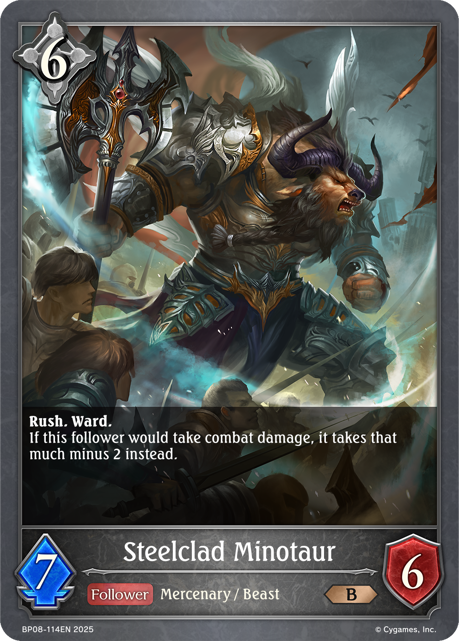 6
Rush. Ward.
If this follower would take combat damage, it takes that
much minus 2 instead.
Steelclad Minotaur
7
Follower Mercenary / Beast B
6
BP08-114EN 2025 © Cygames, Inc.